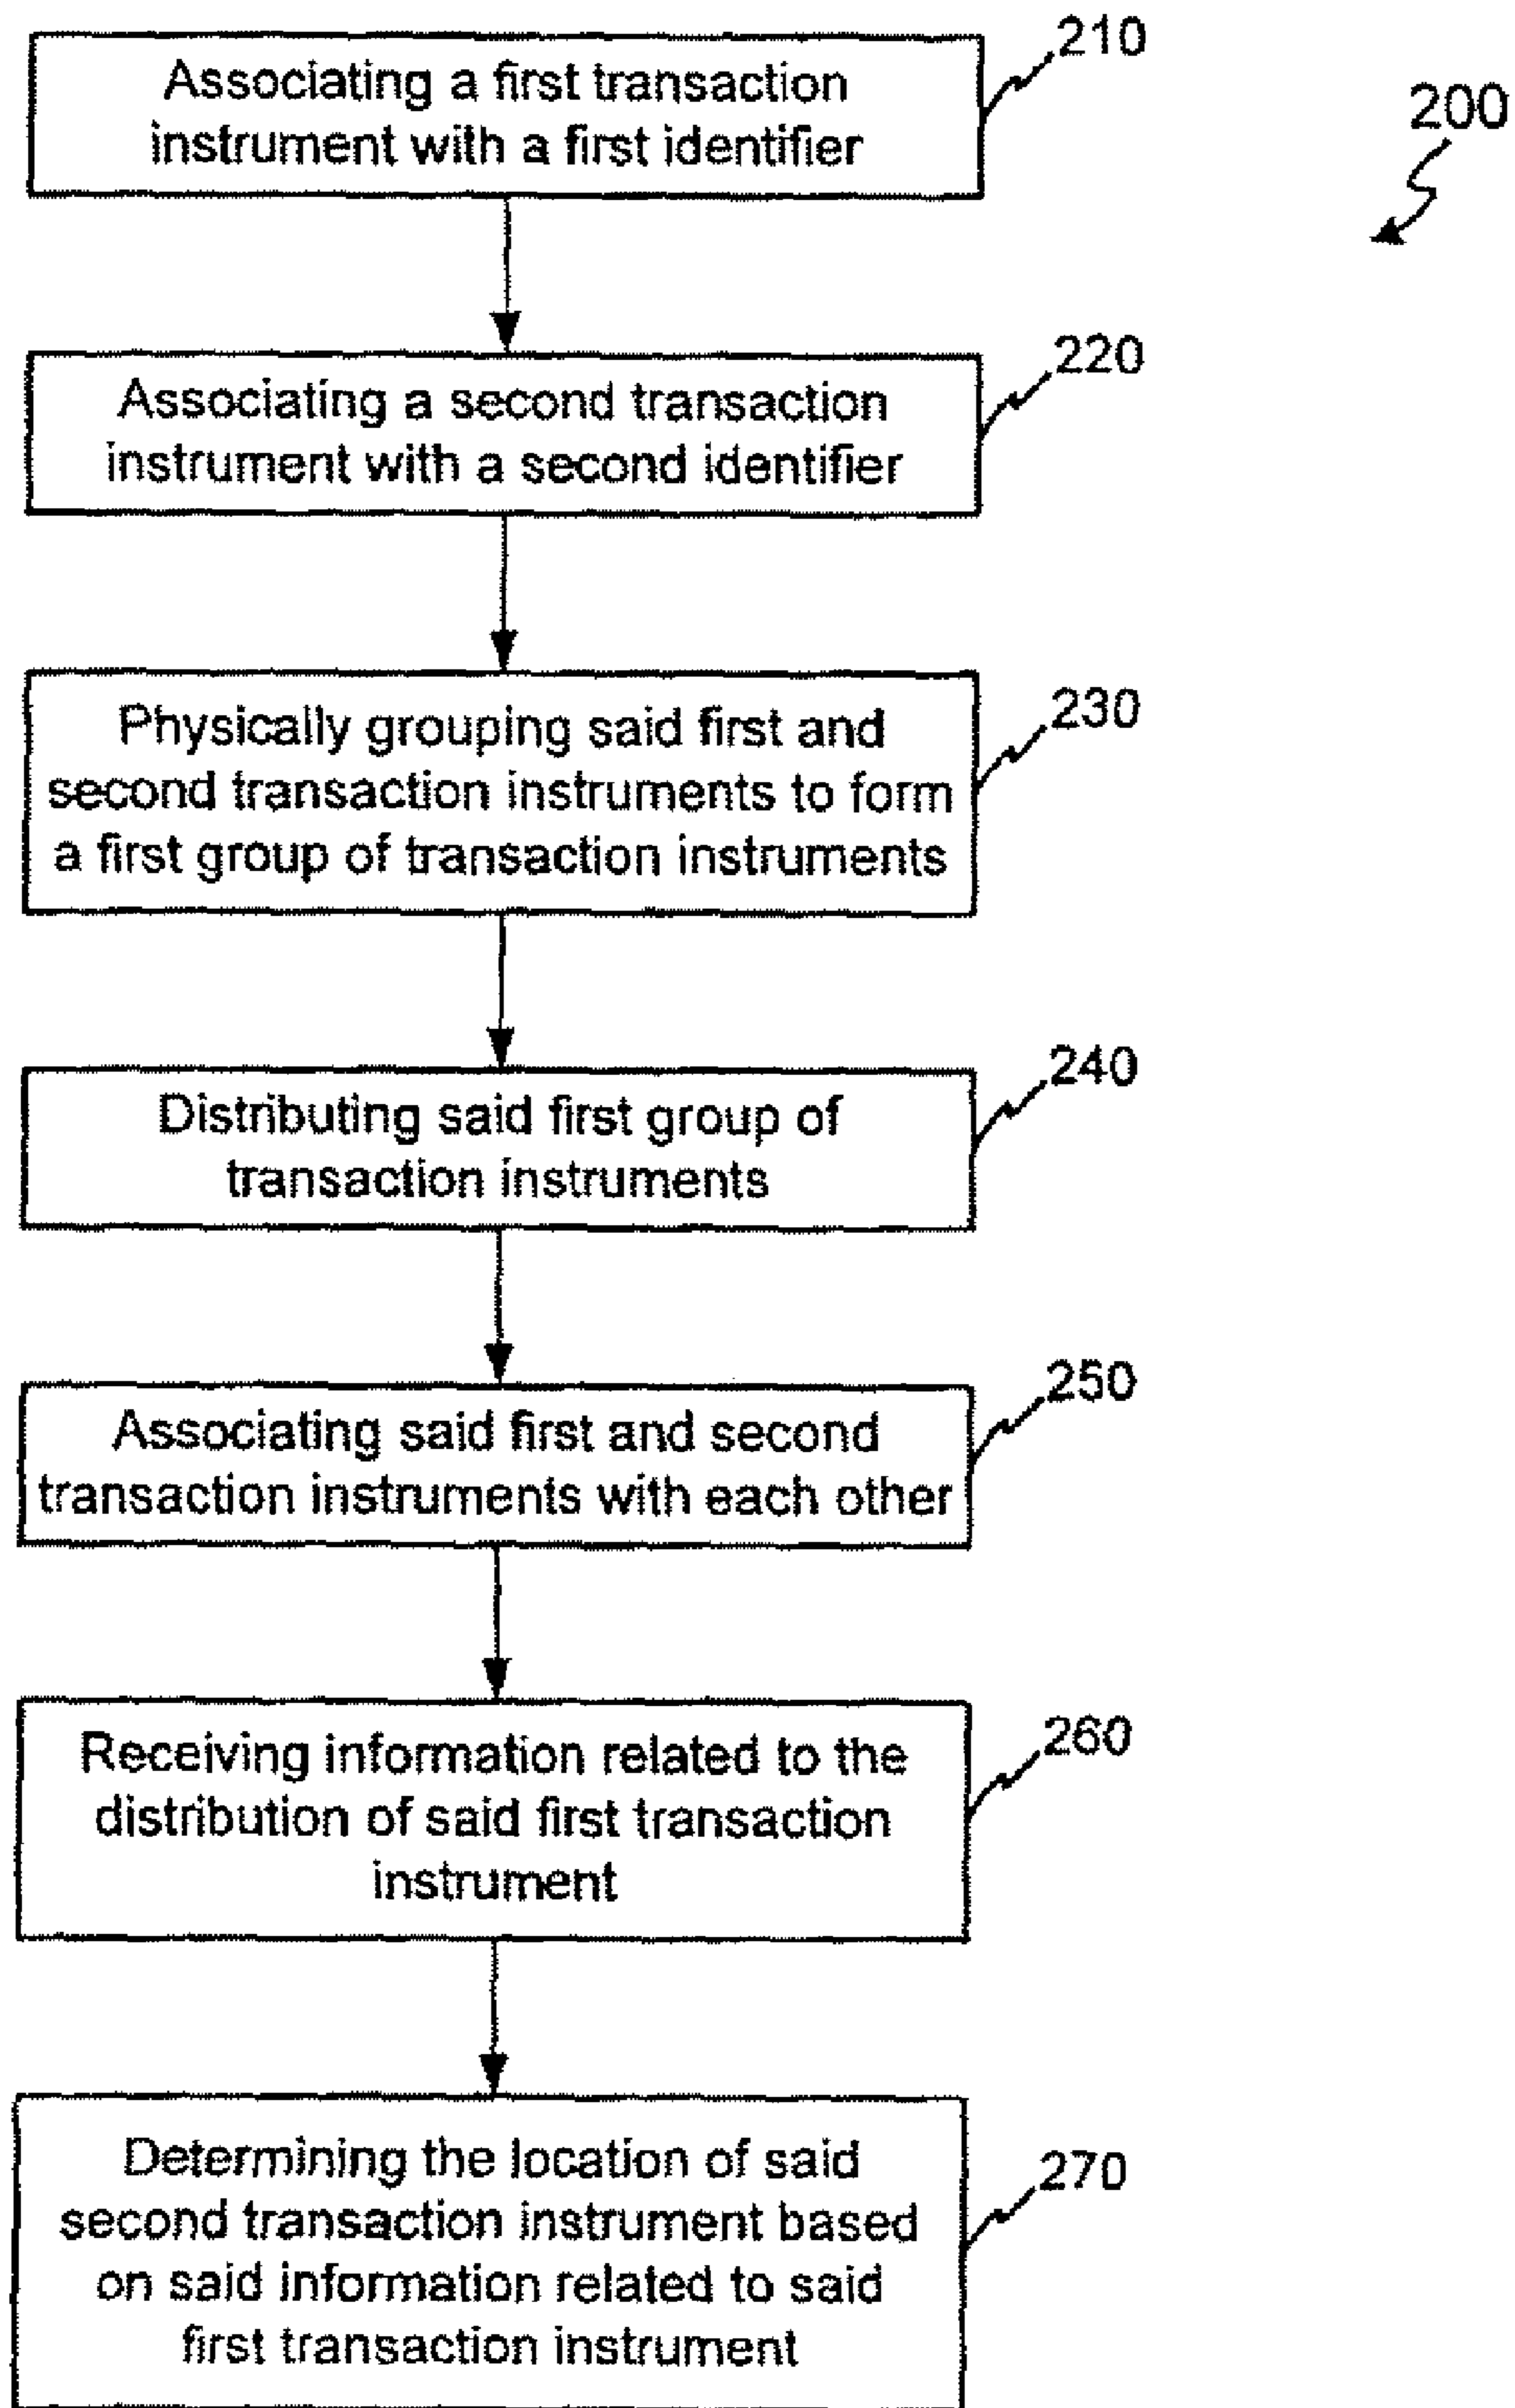 210
Associating a first transaction
instrument with a first identifier
200
220
Associating a second transaction
instrument with a second identifier
230
Physically grouping said first and
second transaction instruments to form
a first group of transaction instruments
240
Distributing said first group of
transaction instruments
250
Associating said first and second
transaction instruments with each other
260
Receiving information related to the
distribution of said first transaction
instrument
270
Determining the location of said
second transaction instrument based
on said information related to said
first transaction instrument